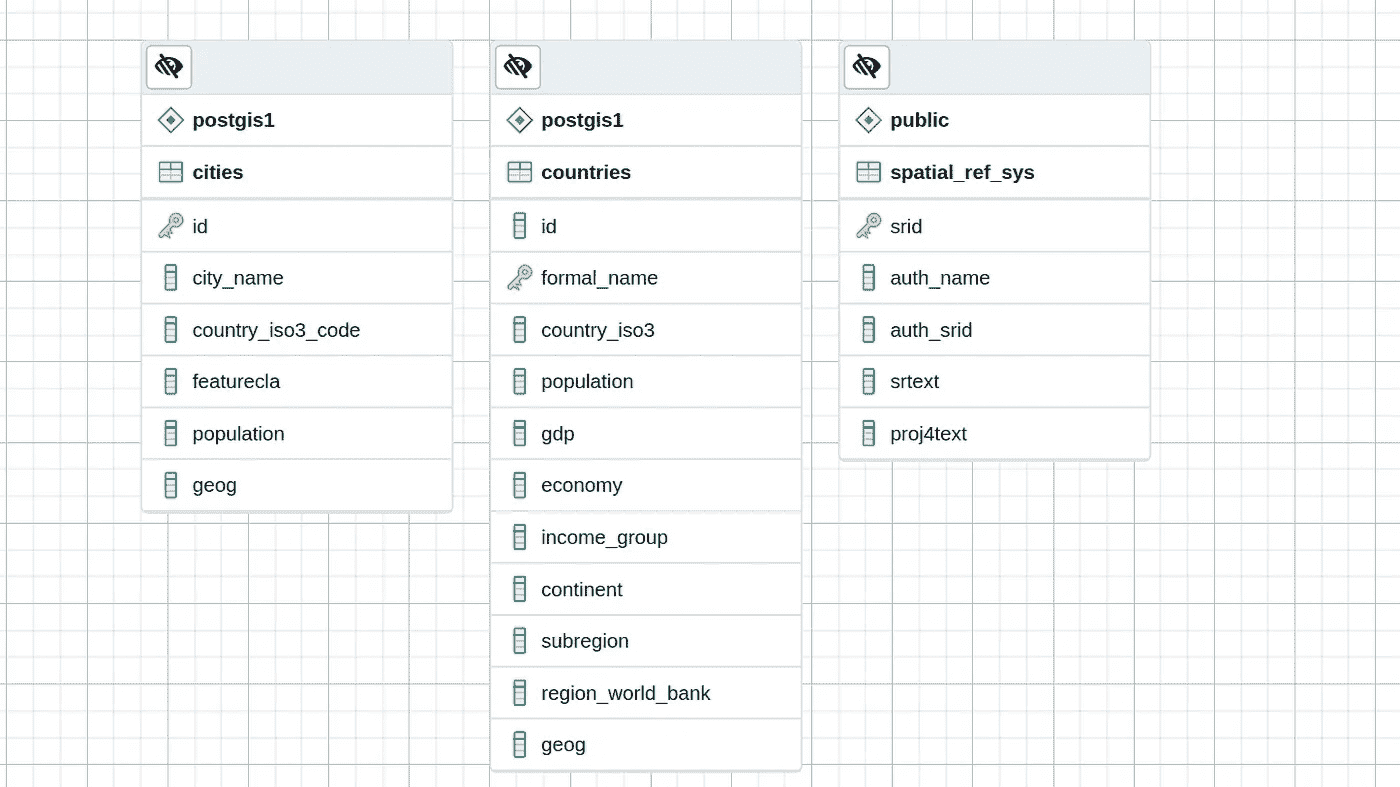 postgis1
cities
id
city_name
country_iso3_code
featurecla
population
geog
postgis1
countries
id
formal_name
country_iso3
population
gdp
economy
income_group
continent
subregion
region_world_bank
geog
public
spatial_ref_sys
srid
auth_name
auth_srid
srtext
proj4text